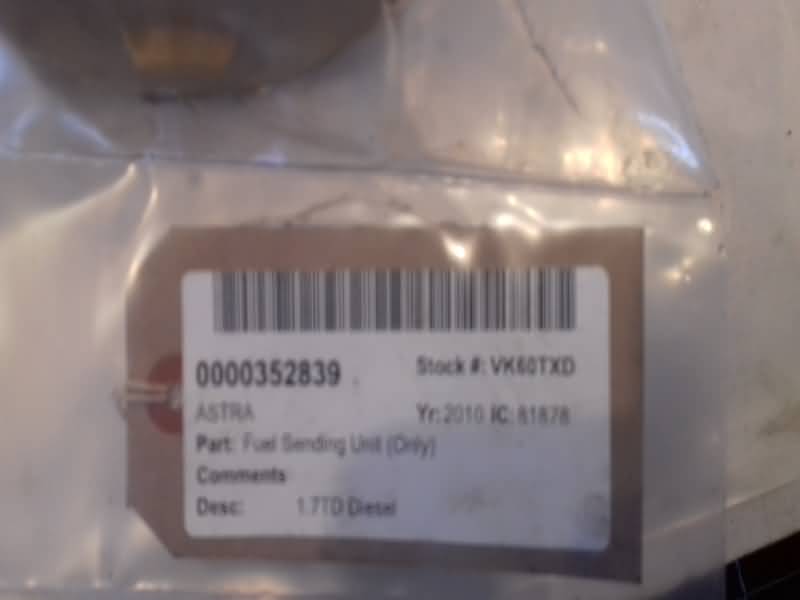 0000352839 Stock #: VK60TXD
ASTRA Yr: 2010 IC: 81878
Part: Fuel Sending Unit (Only)
Comments
Desc: 1.7TD Diesel